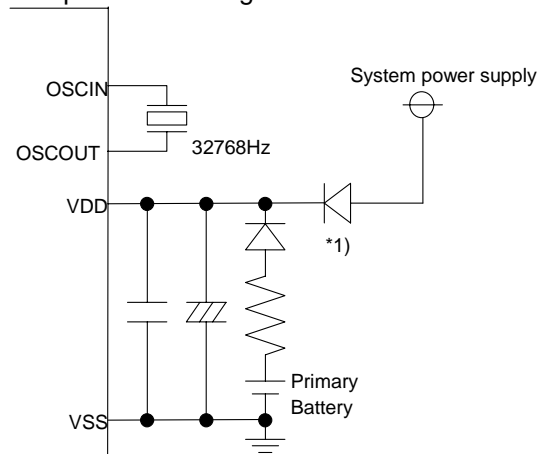 OSCIN
OSCOUT
32768Hz
System power supply
VDD
*1)
Primary
Battery
VSS